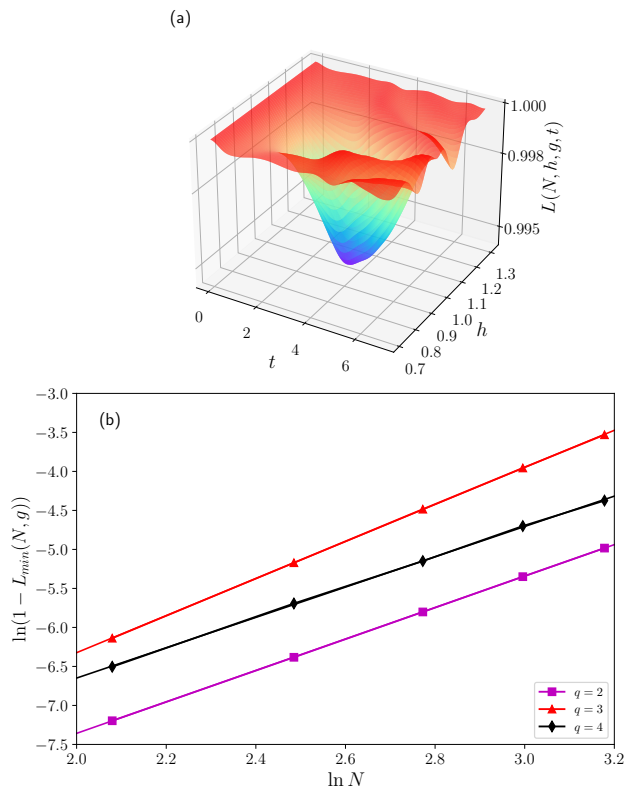 (a)
1.000
0.998
0.995
L(N, h, g, t)
1.3
1.2
1.1
1.0
0.9
0.8
0.7
h
0
2
4
6
t
(b)
−3.0
−3.5
−4.0
−4.5
−5.0
−5.5
−6.0
−6.5
−7.0
−7.5
ln(1 − L_{min}(N, g))
q = 2
q = 3
q = 4
2.0 2.2 2.4 2.6 2.8 3.0 3.2
ln N